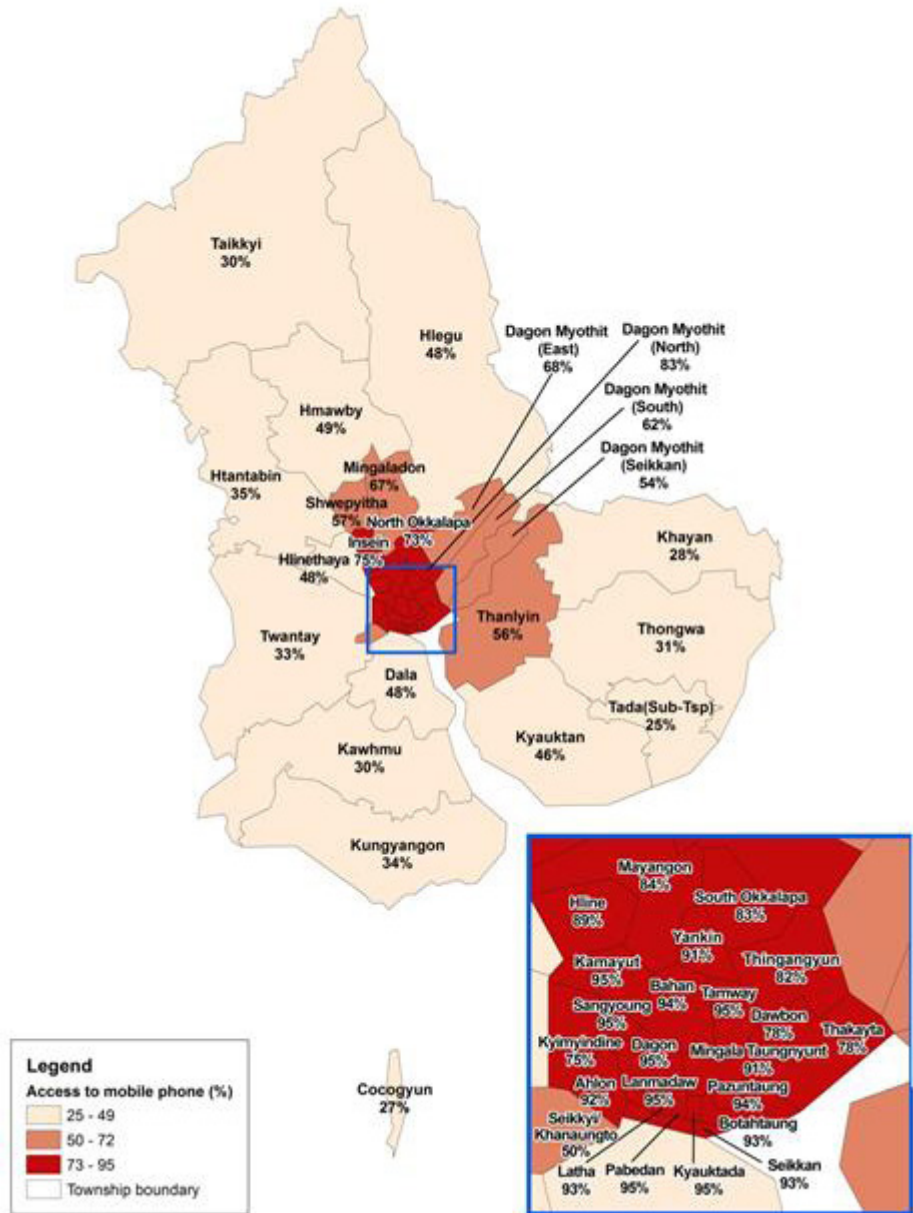 Taikkyi
30%
Hlegu
48%
Dagon Myothit
(East)
68%
Dagon Myothit
(North)
83%
Dagon Myothit
(South)
62%
Dagon Myothit
(Seikkan)
54%
Hmawby
49%
Htantabin
35%
Mingaladon
67%
Shwepyitha
57%
North Okkalapa
73%
Insein
75%
Hlinethaya
48%
Khayan
28%
Thanlyin
56%
Thongwa
31%
Twantay
33%
Dala
48%
Tada(Sub-Tsp)
25%
Kyauktan
46%
Kawhmu
30%
Kungyangon
34%
Cocogyun
27%
Mayangon
84%
South Okkalapa
83%
Hline
89%
Yankin
91%
Thingangyun
82%
Kamayut
95%
Bahan
94%
Tamway
95%
Sangyoung
95%
Dawbon
78%
Thakayta
78%
Kyimyindine
75%
Dagon
95%
Mingala Taungnyunt
91%
Ahlon
92%
Lanmadaw
95%
Pazuntaung
94%
Botahtaung
93%
Seikkyi/
Khanaungto
50%
Latha
93%
Pabedan
95%
Kyauktada
95%
Seikkan
93%
Legend
Access to mobile phone (%)
25 - 49
50 - 72
73 - 95
Township boundary